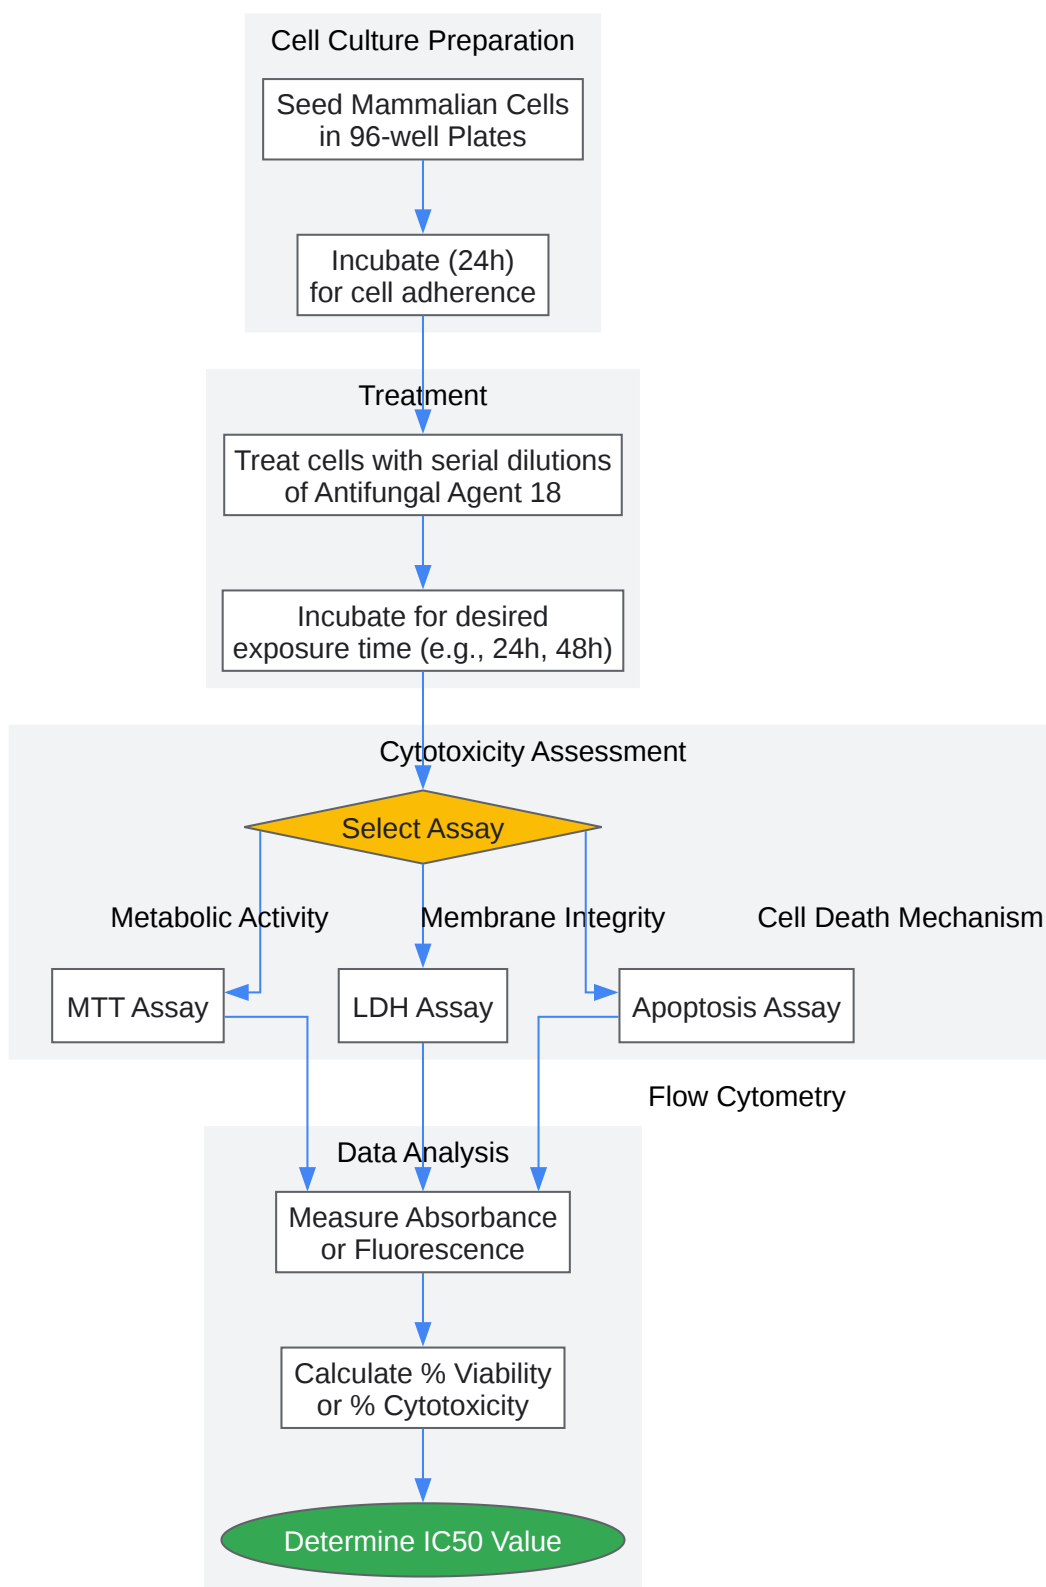 Cell Culture Preparation
Seed Mammalian Cells
in 96-well Plates
Incubate (24h)
for cell adherence
Treatment
Treat cells with serial dilutions
of Antifungal Agent 18
Incubate for desired
exposure time (e.g., 24h, 48h)
Cytotoxicity Assessment
Select Assay
Metabolic Activity
Membrane Integrity
Cell Death Mechanism
MTT Assay
LDH Assay
Apoptosis Assay
Flow Cytometry
Data Analysis
Measure Absorbance
or Fluorescence
Calculate % Viability
or % Cytotoxicity
Determine IC50 Value